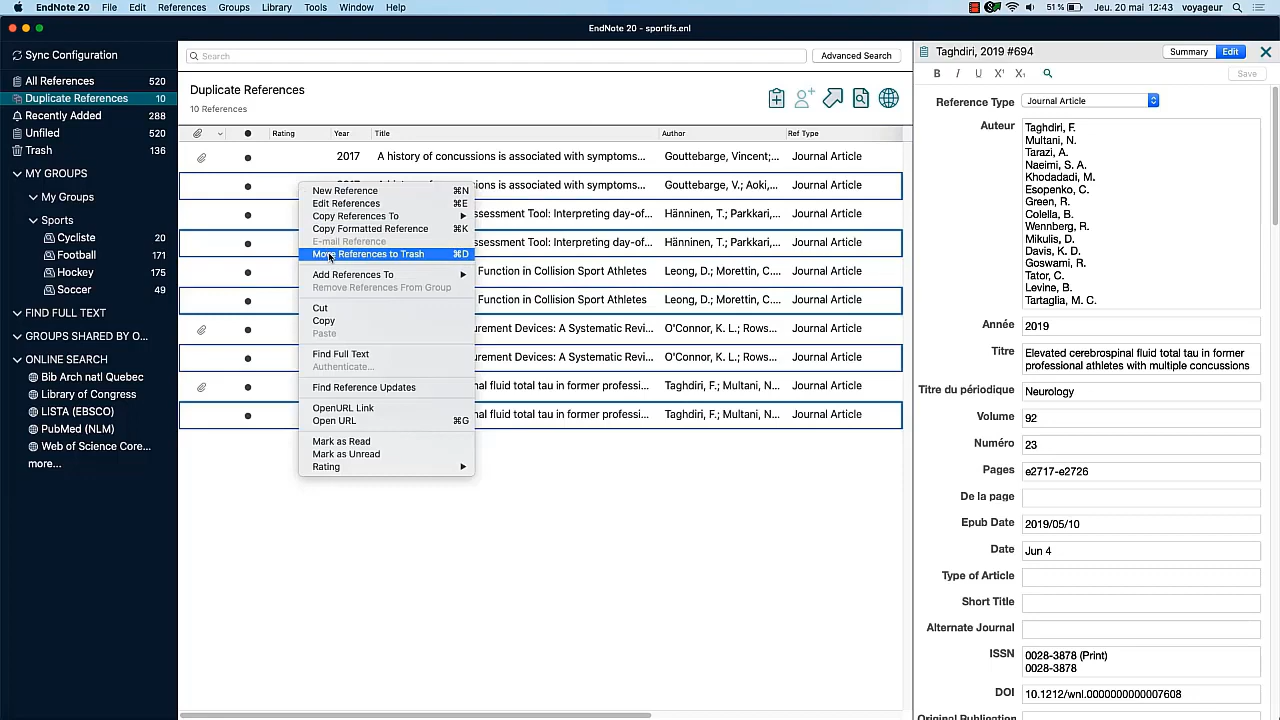 EndNote 20 File Edit References Groups Library Tools Window Help 51 % Jeu. 20 mai 12:43 voyageur
EndNote 20 - sportifs.enl
Sync Configuration
All References 520
Duplicate References 10
Recently Added 288
Unfiled 520
Trash 136
MY GROUPS
My Groups
Sports
Cycliste 20
Football 171
Hockey 175
Soccer 49
FIND FULL TEXT
GROUPS SHARED BY O...
ONLINE SEARCH
Bib Arch natl Quebec
Library of Congress
LISTA (EBSCO)
PubMed (NLM)
Web of Science Core...
more...
Search Advanced Search
Duplicate References
10 References
Rating Year Title Author Ref Type
2017 A history of concussions is associated with symptoms... Gouttebarge, Vincent;... Journal Article
ions is associated with symptoms... Gouttebarge, V.; Aoki,... Journal Article
ssessment Tool: Interpreting day-of... Hänninen, T.; Parkkari,... Journal Article
ssessment Tool: Interpreting day-of... Hänninen, T.; Parkkari,... Journal Article
Function in Collision Sport Athletes Leong, D.; Morettin, C.... Journal Article
Function in Collision Sport Athletes Leong, D.; Morettin, C.... Journal Article
urement Devices: A Systematic Revi... O'Connor, K. L.; Rows... Journal Article
urement Devices: A Systematic Revi... O'Connor, K. L.; Rows... Journal Article
nal fluid total tau in former professi... Taghdiri, F.; Multani, N... Journal Article
nal fluid total tau in former professi... Taghdiri, F.; Multani, N... Journal Article
New Reference ⌘N
Edit References ⌘E
Copy References To
Copy Formatted Reference ⌘K
E-mail Reference
Move References to Trash ⌘D
Add References To
Remove References From Group
Cut
Copy
Paste
Find Full Text
Authenticate...
Find Reference Updates
OpenURL Link
Open URL ⌘G
Mark as Read
Mark as Unread
Rating
Taghdiri, 2019 #694 Summary Edit
B I U X¹ X₁ Save
Reference Type Journal Article
Auteur Taghdiri, F.
Multani, N.
Tarazi, A.
Naeimi, S. A.
Khodadadi, M.
Esopenko, C.
Green, R.
Colella, B.
Wennberg, R.
Mikulis, D.
Davis, K. D.
Goswami, R.
Tator, C.
Levine, B.
Tartaglia, M. C.
Année 2019
Titre Elevated cerebrospinal fluid total tau in former
professional athletes with multiple concussions
Titre du périodique Neurology
Volume 92
Numéro 23
Pages e2717-e2726
De la page
Epub Date 2019/05/10
Date Jun 4
Type of Article
Short Title
Alternate Journal
ISSN 0028-3878 (Print)
0028-3878
DOI 10.1212/wnl.0000000000007608
Original Publication